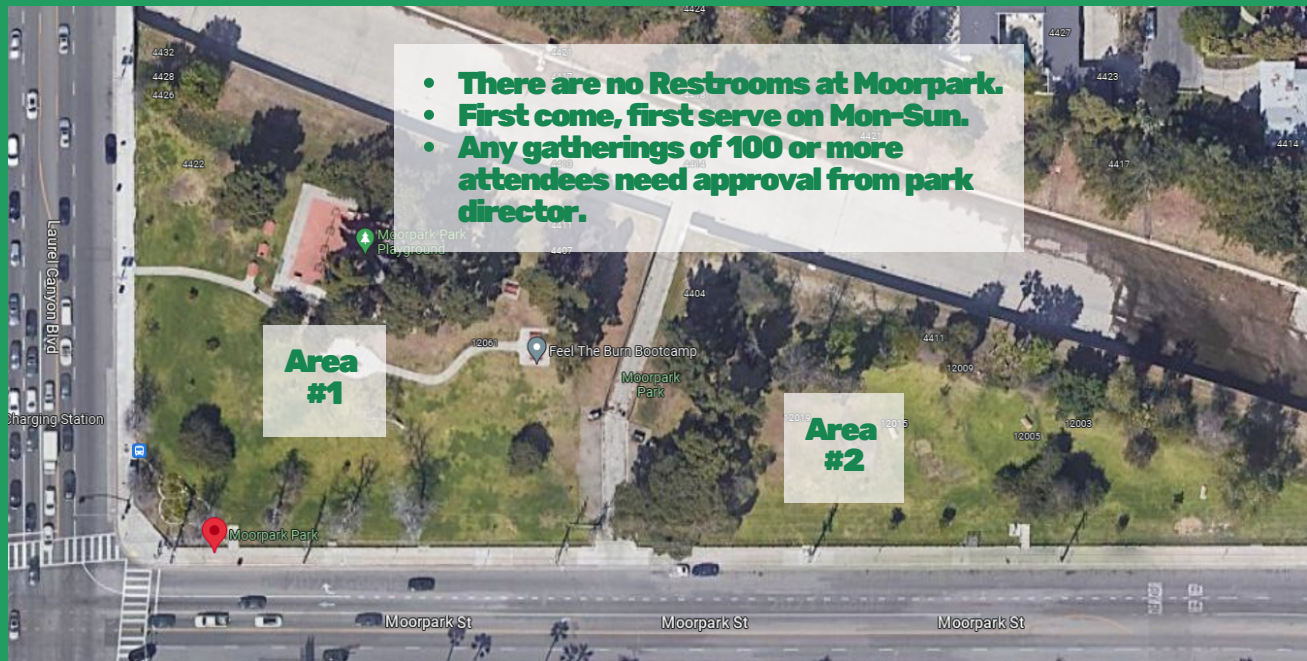 4424
4427
4432
4421
4428
4423
4426
• There are no Restrooms at Moorpark.
• First come, first serve on Mon-Sun.
• Any gatherings of 100 or more
attendees need approval from park
director.
4414
4422
4417
4414
4411
4407
Moorpark Park
Playground
Laurel Canyon Blvd
4404
4411
12061
Feel The Burn Bootcamp
12009
Moorpark
Park
Area
#1
Charging Station
12015
12003
12005
Area
#2
Moorpark Park
Moorpark St
Moorpark St
Moorpark St